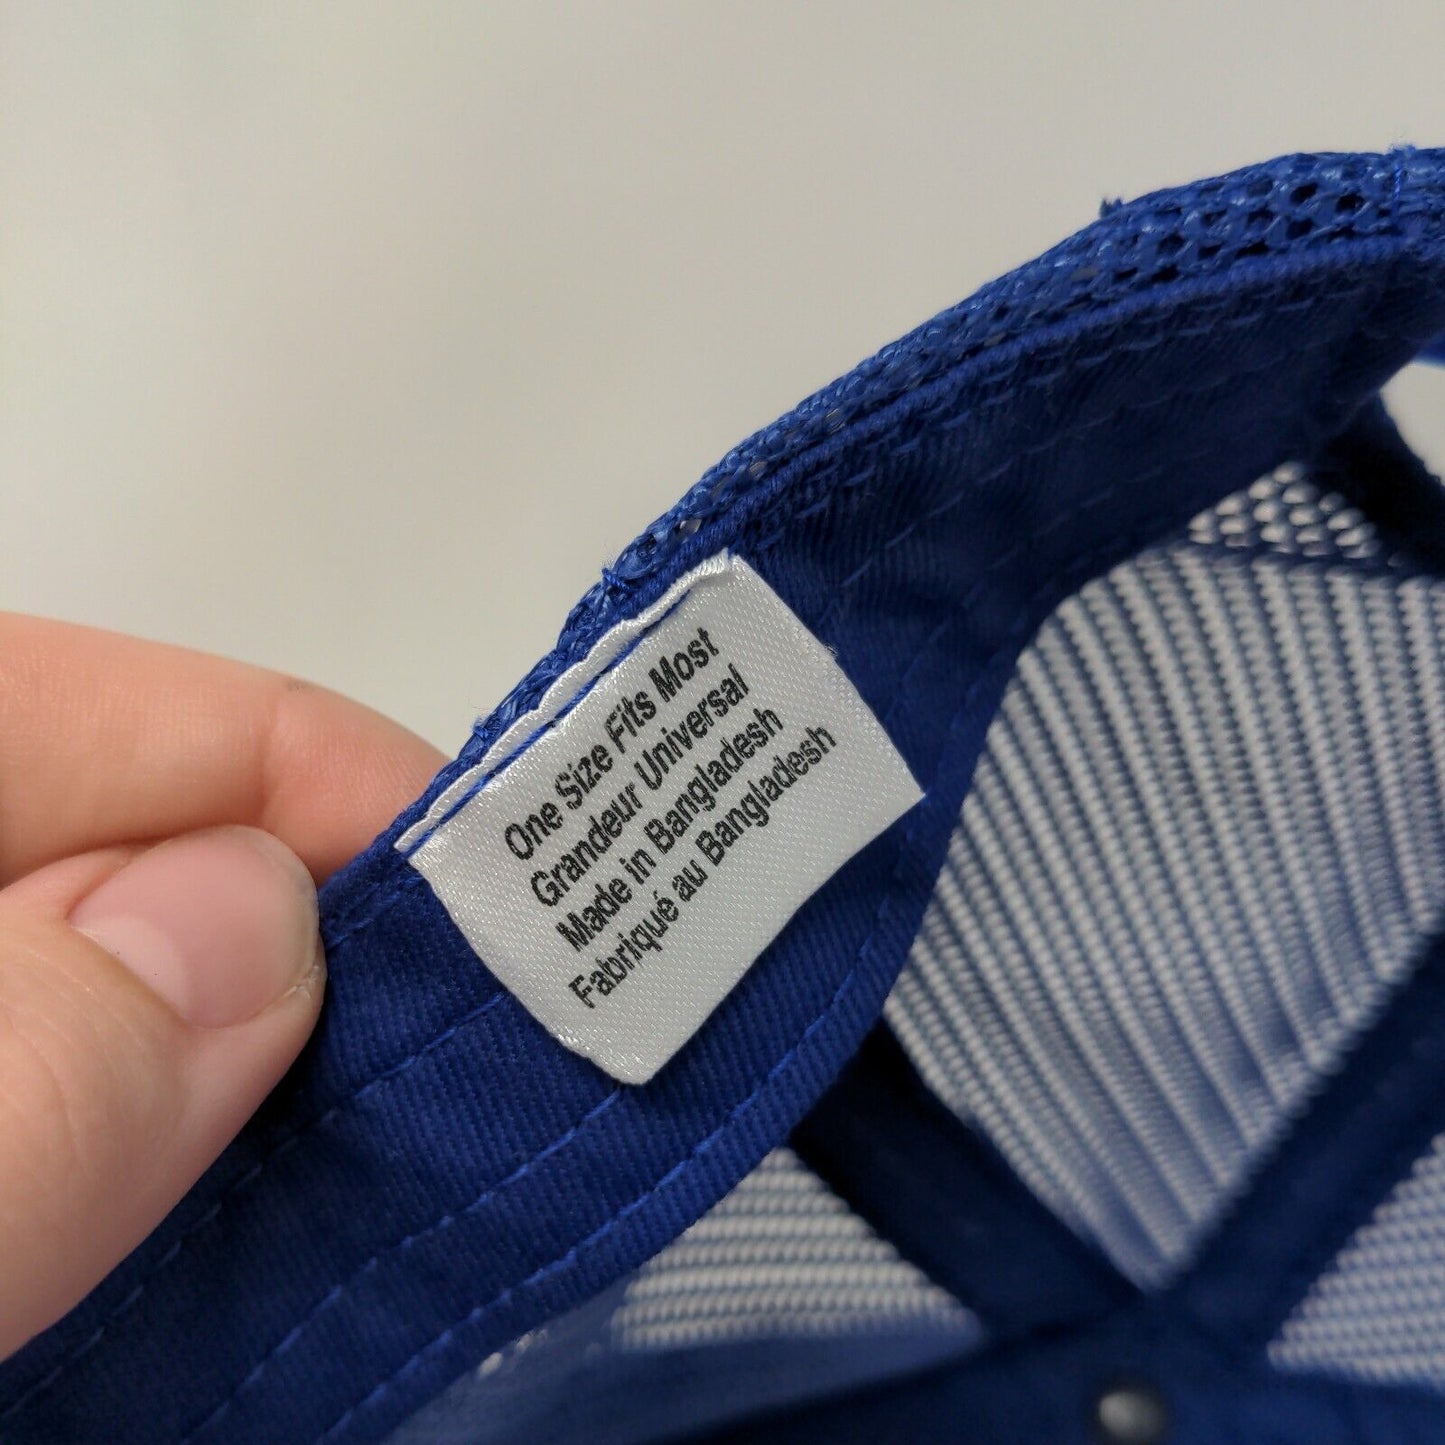 One Size Fits Most
Grandeur Universal
Made in Bangladesh
Fabriqué au Bangladesh